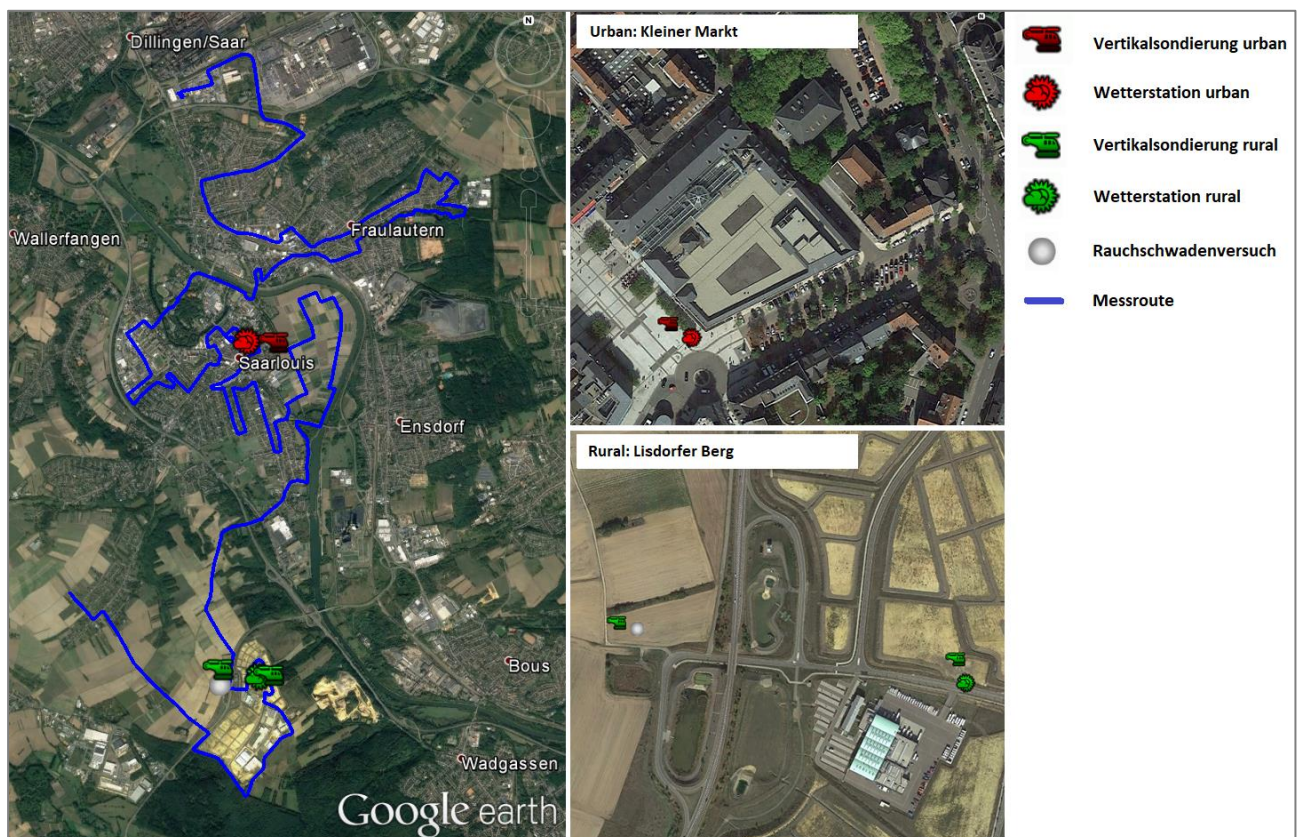 Dillingen/Saar
Wallerfangen
Fraulautern
Saarlouis
Ensdorf
Bous
Wadgassen
Google earth
N
Urban: Kleiner Markt
N
Rural: Lisdorfer Berg
Vertikalsondierung urban
Wetterstation urban
Vertikalsondierung rural
Wetterstation rural
Rauchschwadenversuch
Messroute